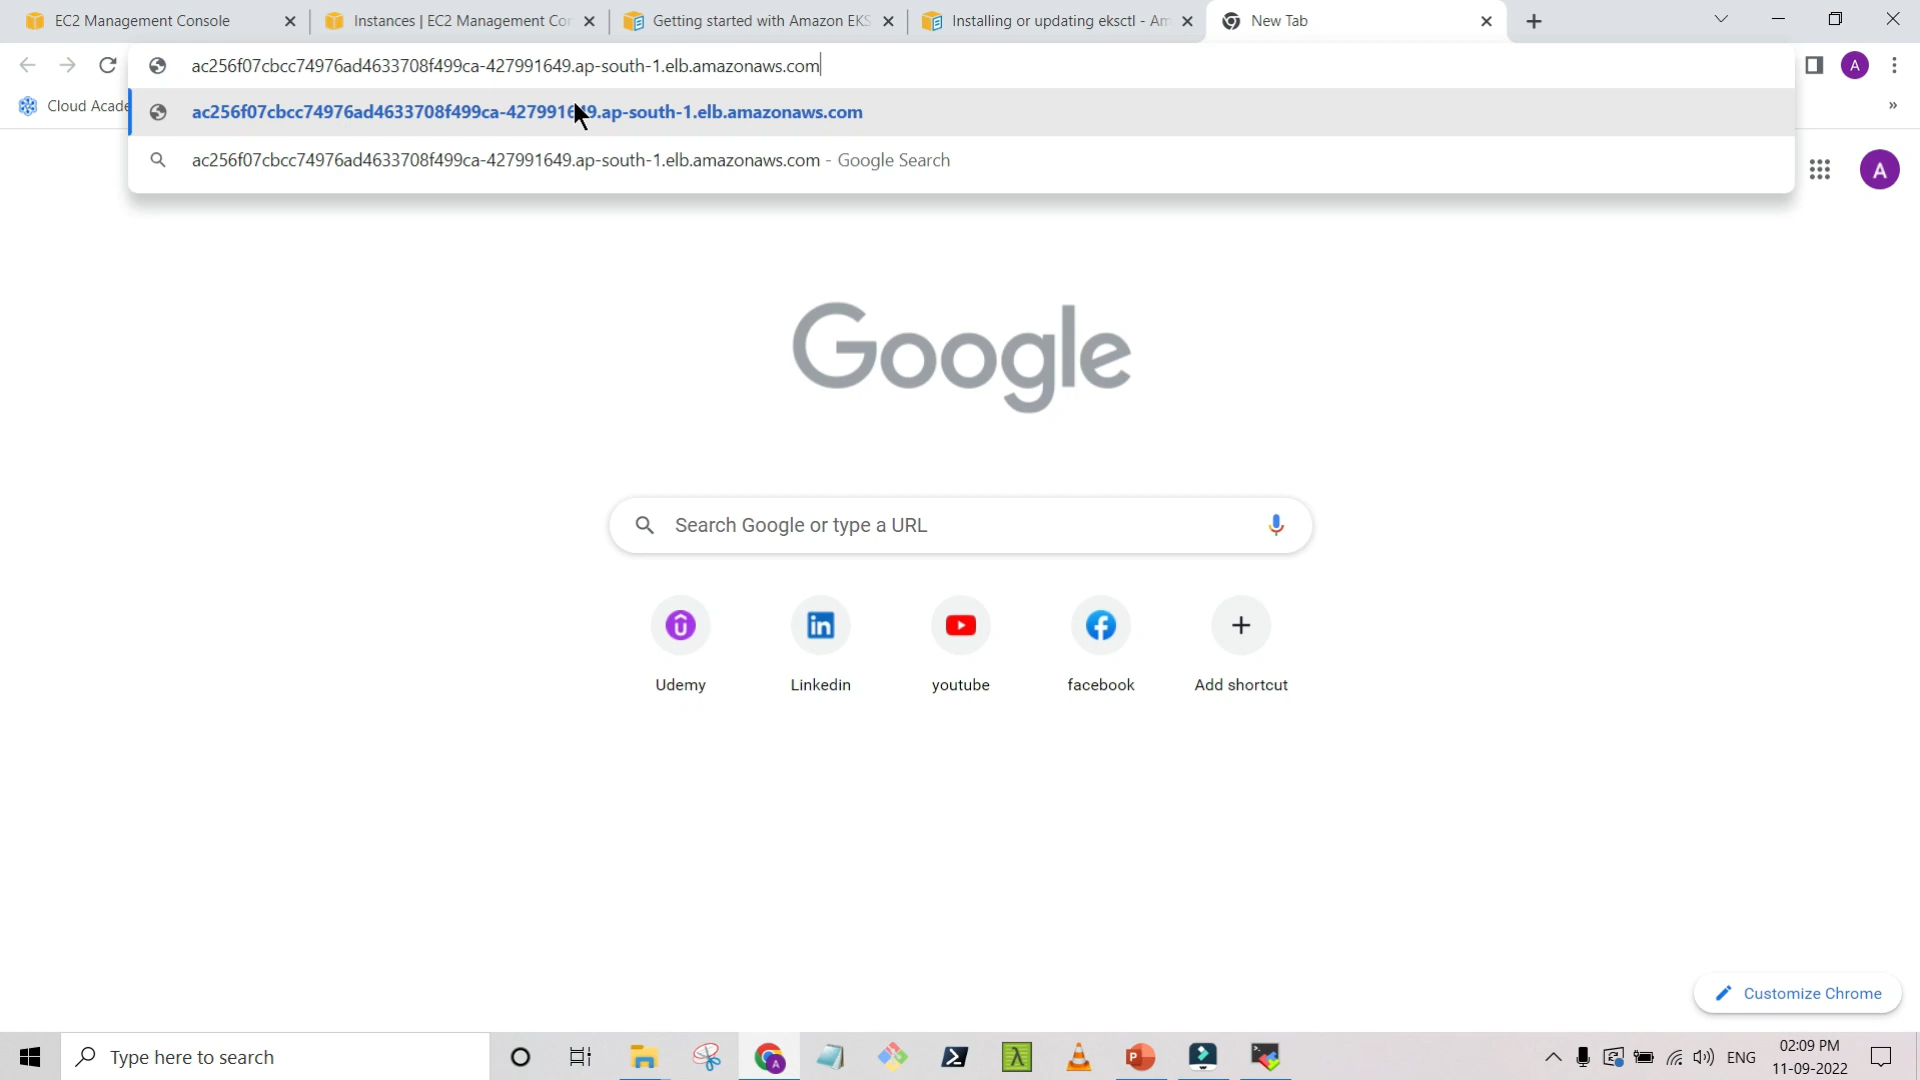 EC2 Management Console
Instances | EC2 Management Cor
Getting started with Amazon EKS
Installing or updating eksctl - Am
New Tab
ac256f07cbcc74976ad4633708f499ca-427991649.ap-south-1.elb.amazonaws.com
A
Cloud Acade
ac256f07cbcc74976ad4633708f499ca-427991649.ap-south-1.elb.amazonaws.com
»
ac256f07cbcc74976ad4633708f499ca-427991649.ap-south-1.elb.amazonaws.com - Google Search
A
Google
Search Google or type a URL
Udemy
Linkedin
youtube
facebook
Add shortcut
Customize Chrome
Type here to search
ENG
02:09 PM
11-09-2022